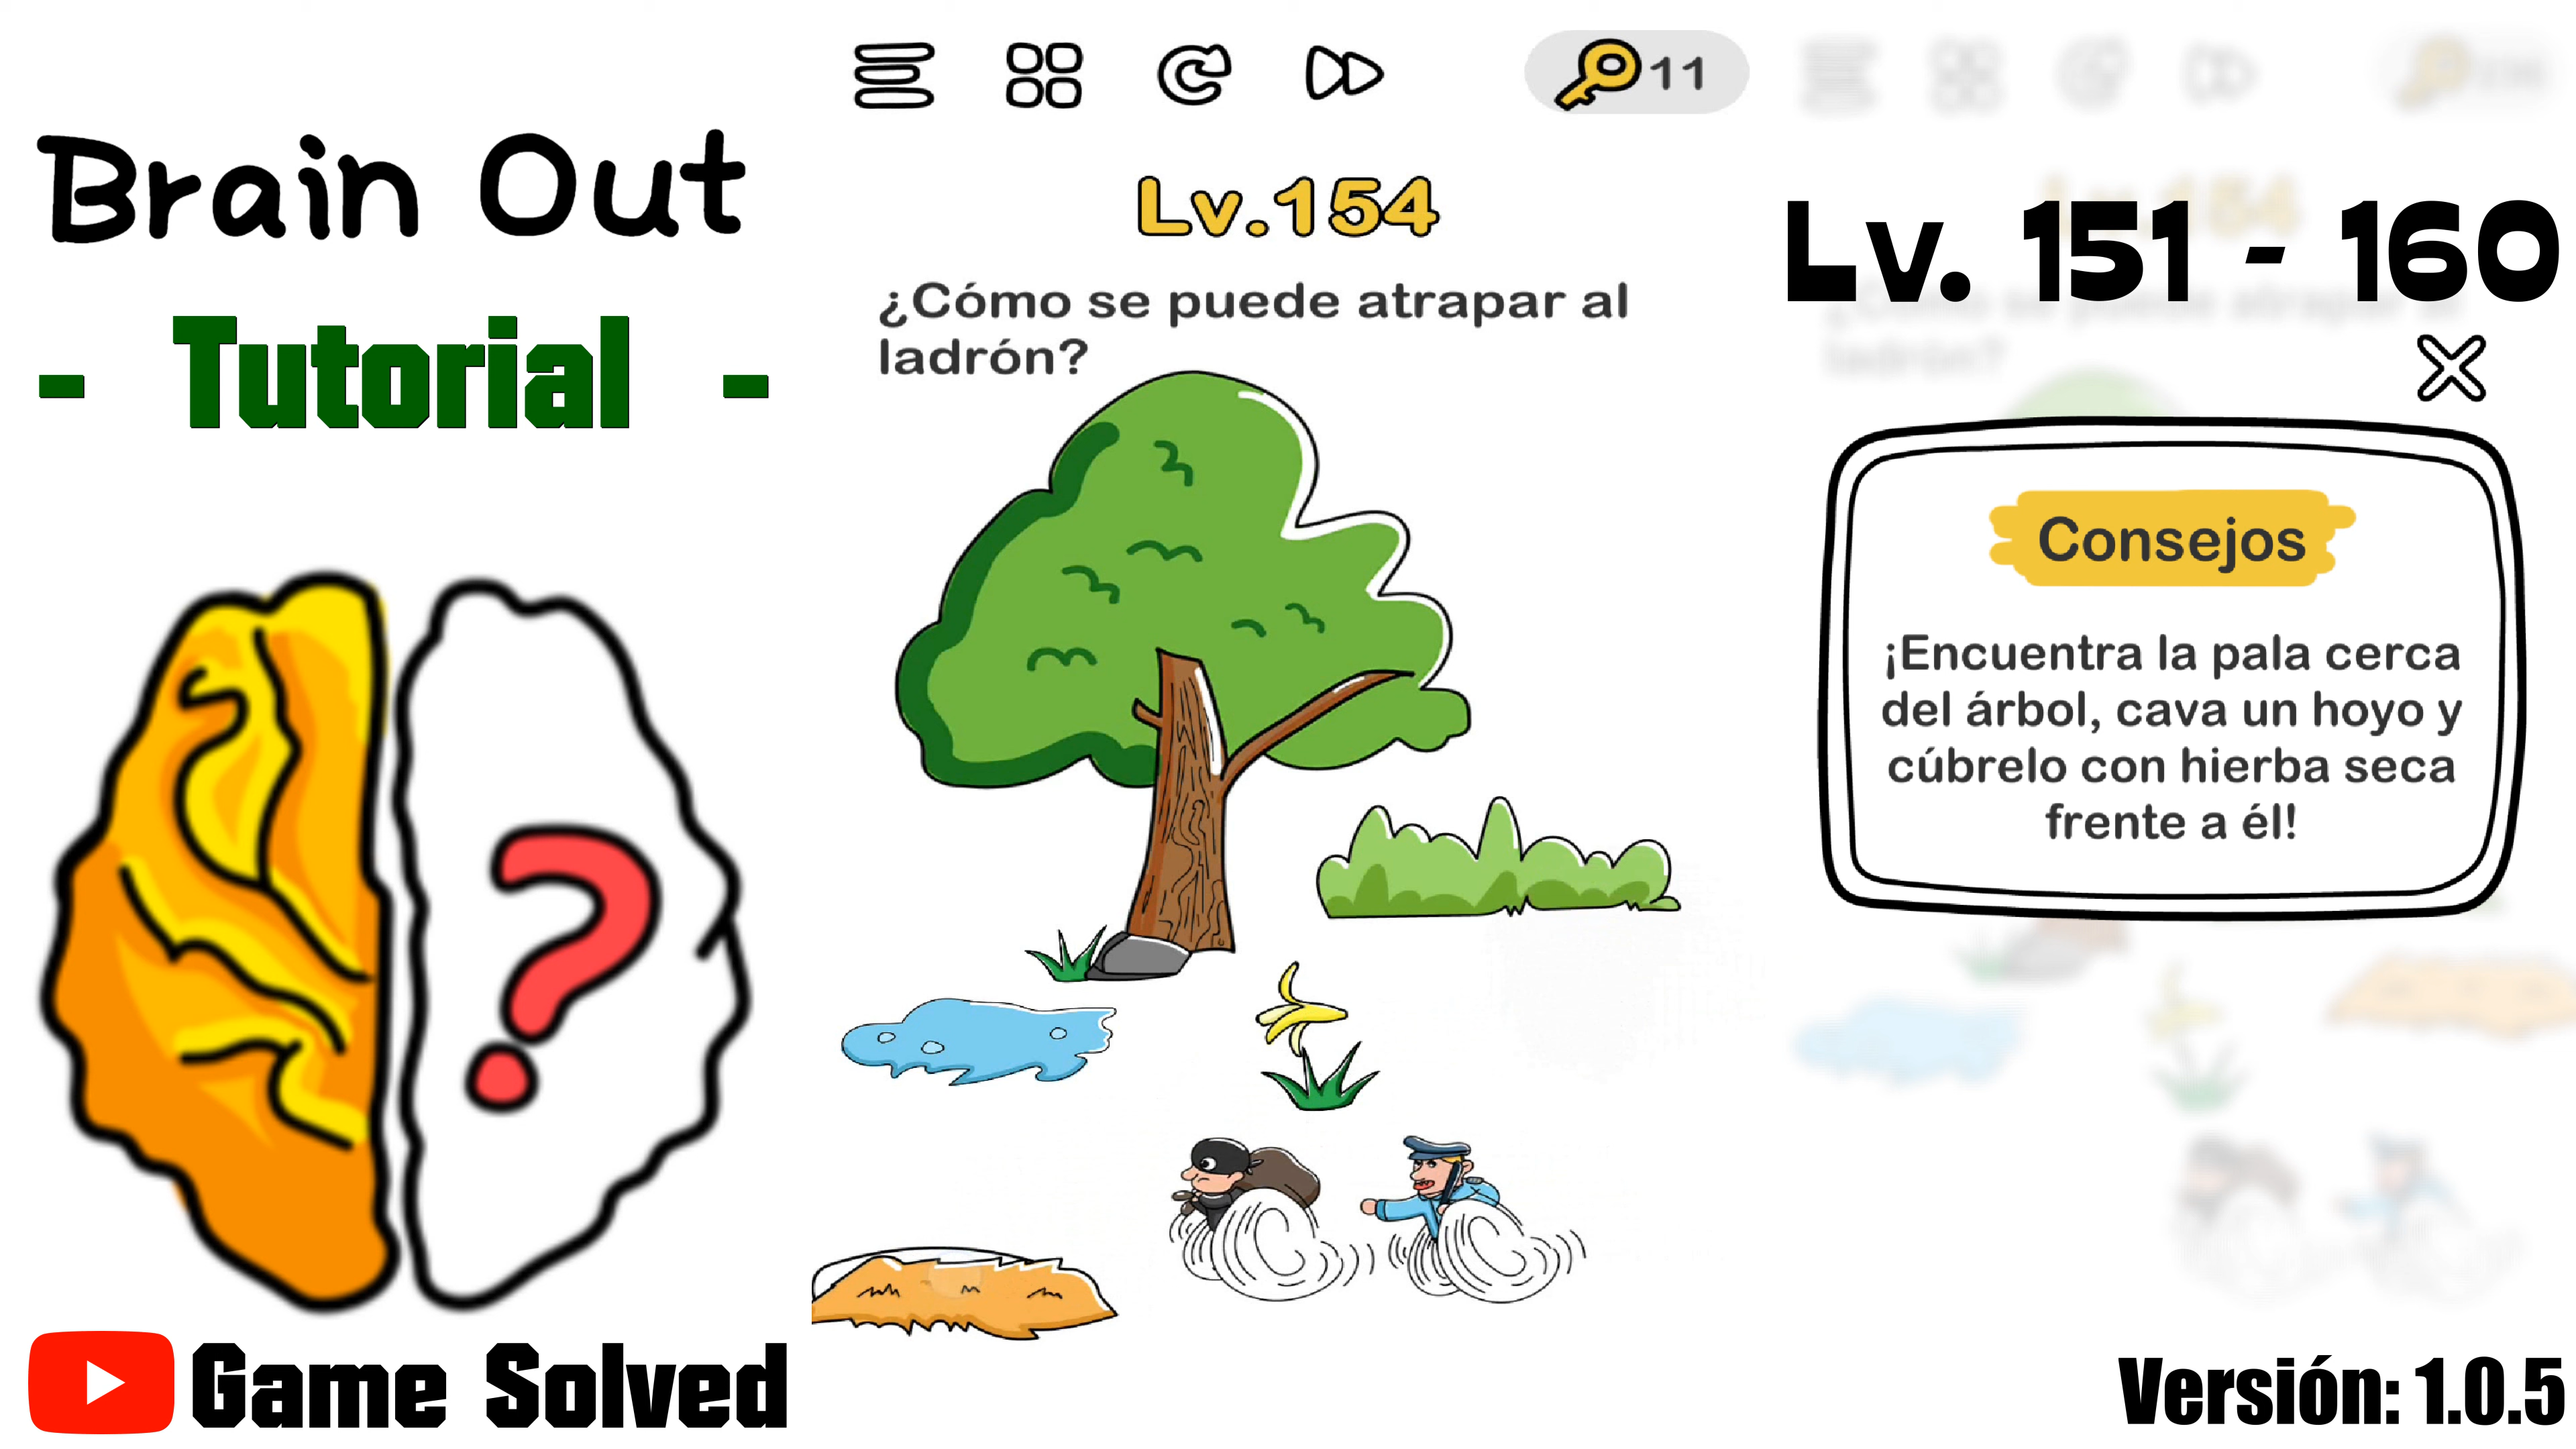 Brain Out
- Tutorial -
Game Solved
11
Lv.154
¿Cómo se puede atrapar al
ladrón?
Lv. 151 - 160
Consejos
¡Encuentra la pala cerca
del árbol, cava un hoyo y
cúbrelo con hierba seca
frente a él!
Versión: 1.0.5